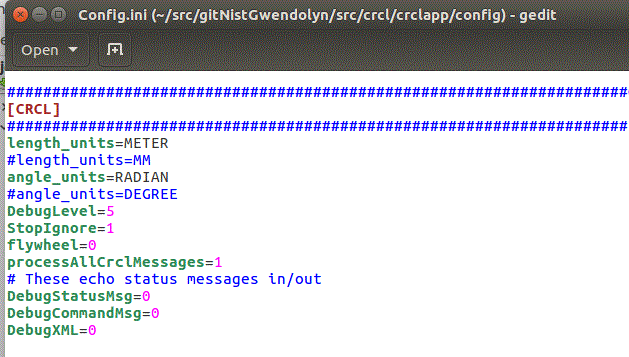 Config.ini (~/src/gitNistGwendolyn/src/crcl/crclapp/config) - gedit
Open
######################################################################
[CRCL]
######################################################################
length_units=METER
#length_units=MM
angle_units=RADIAN
#angle_units=DEGREE
DebugLevel=5
StopIgnore=1
flywheel=0
processAllCrclMessages=1
# These echo status messages in/out
DebugStatusMsg=0
DebugCommandMsg=0
DebugXML=0